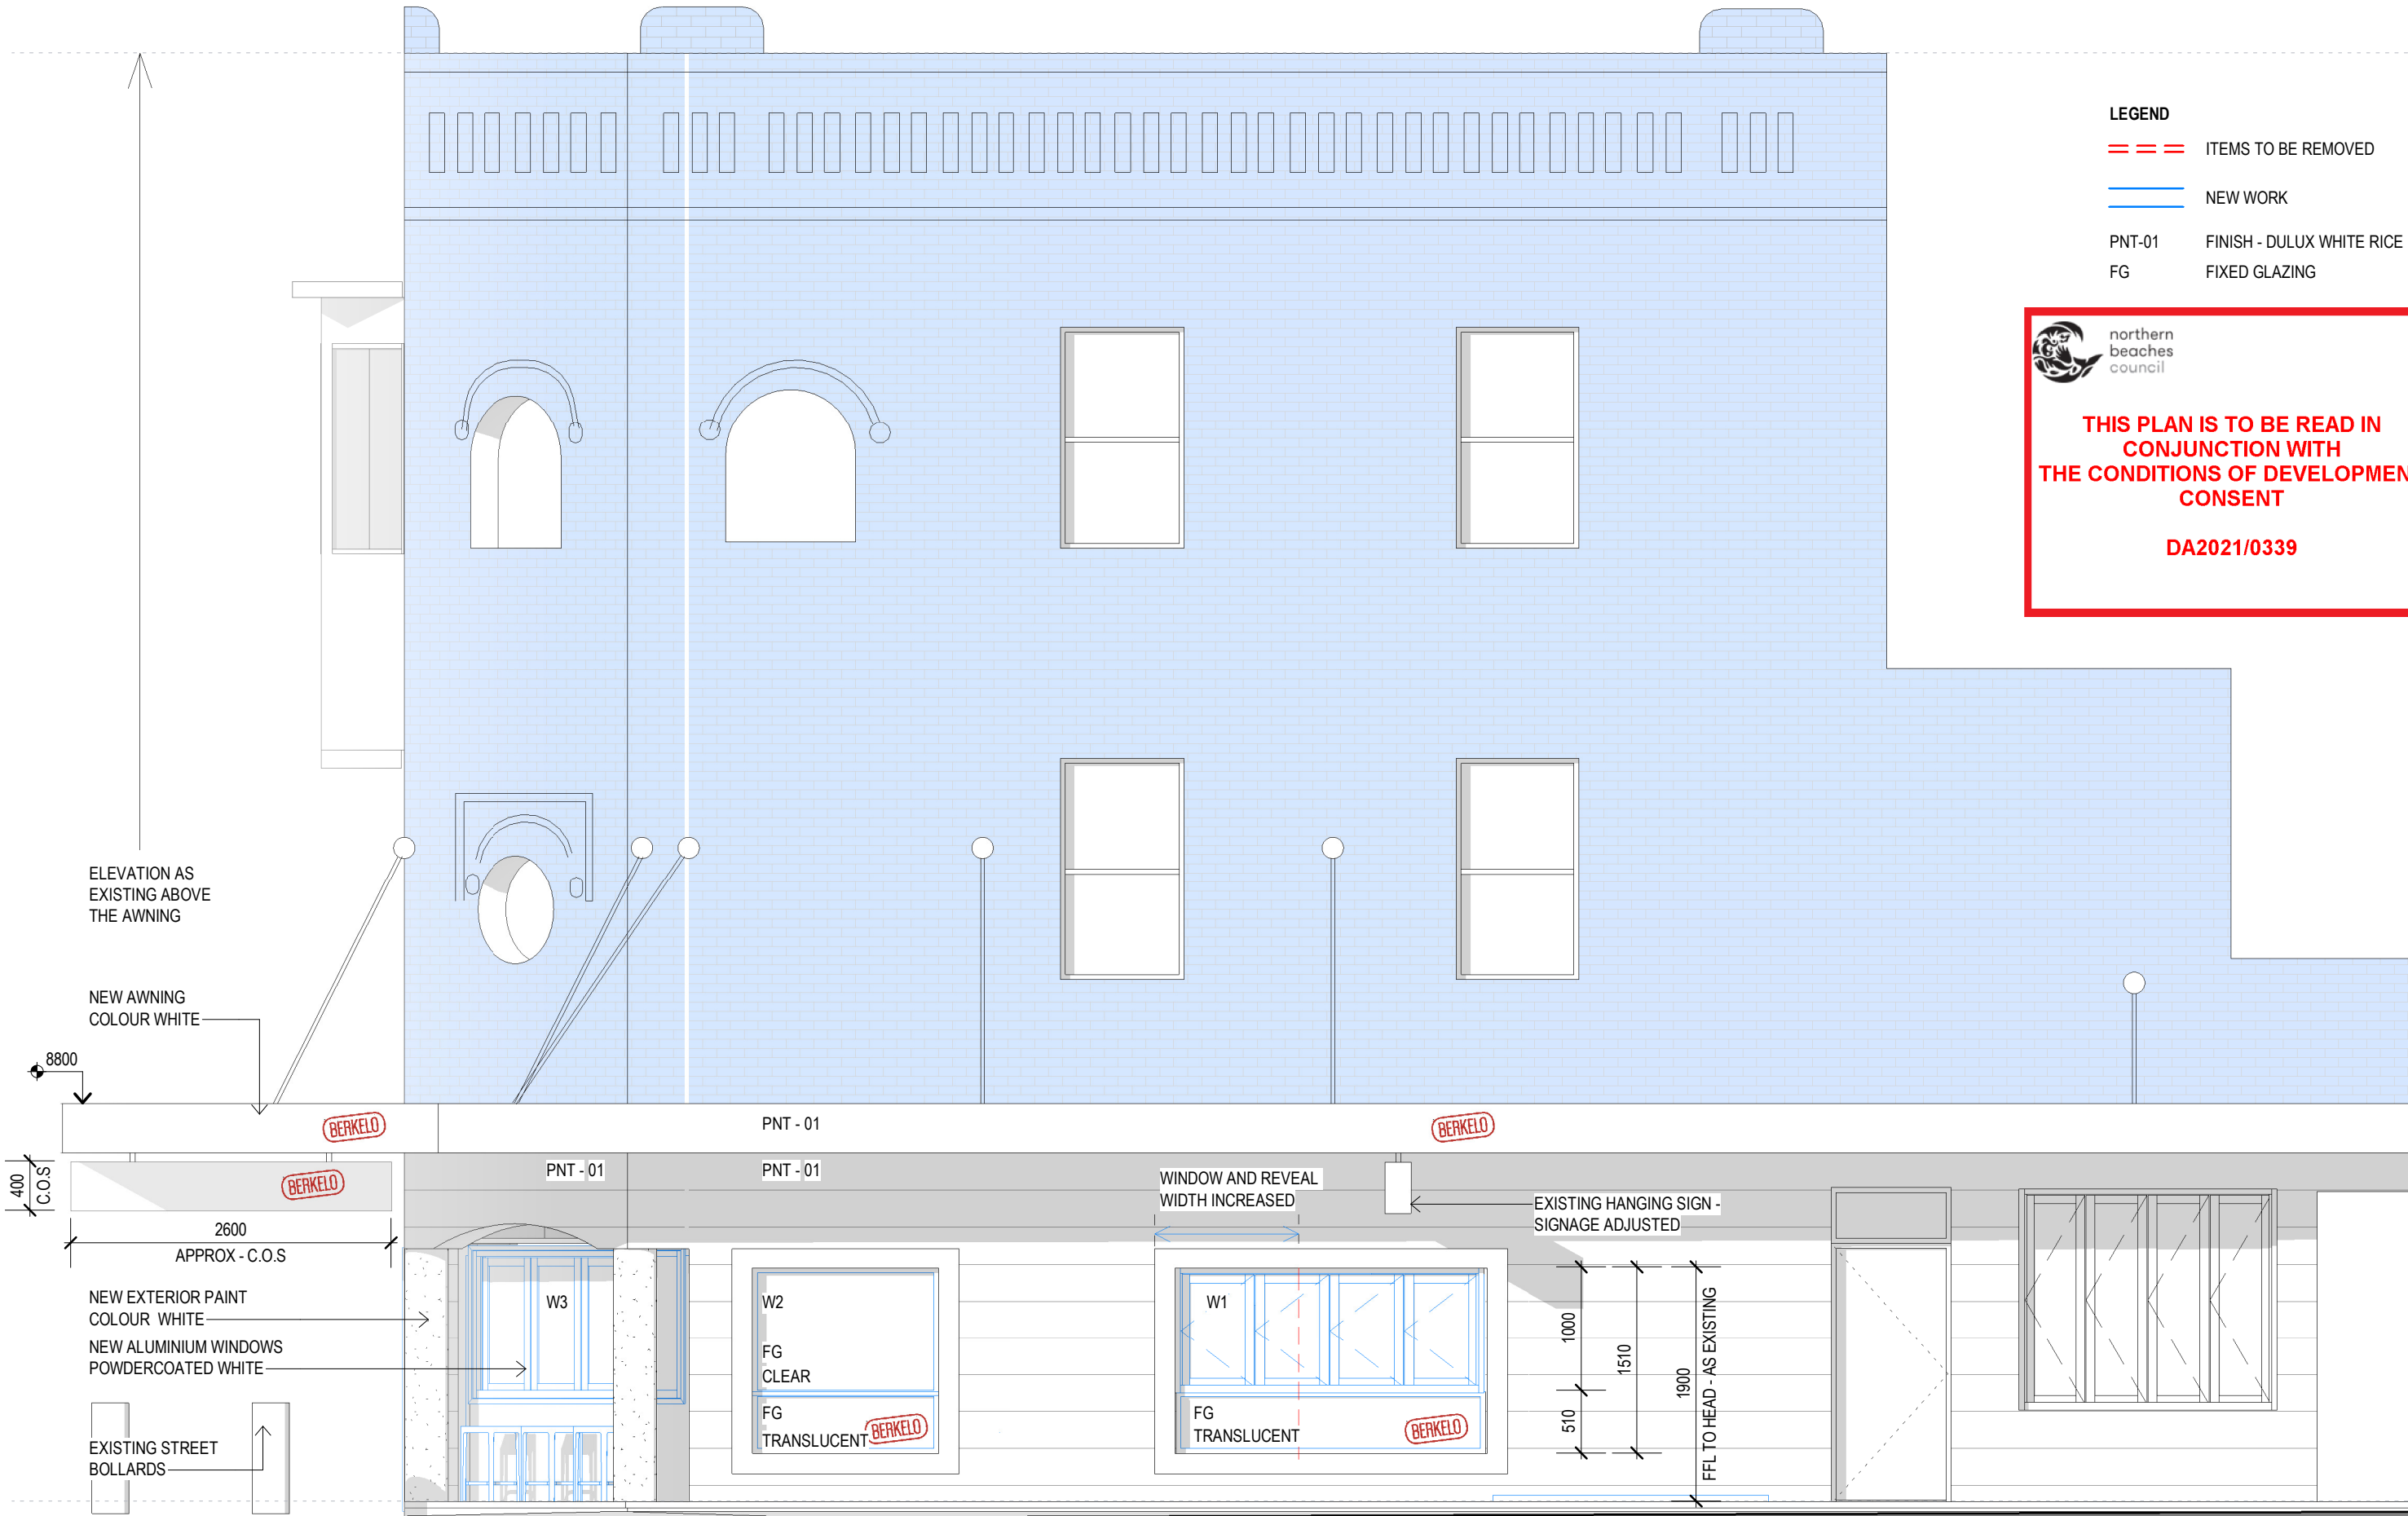 LEGEND
ITEMS TO BE REMOVED
NEW WORK
PNT-01 FINISH - DULUX WHITE RICE
FG FIXED GLAZING
northern
beaches
council
THIS PLAN IS TO BE READ IN
CONJUNCTION WITH
THE CONDITIONS OF DEVELOPMEN
CONSENT
DA2021/0339
ELEVATION AS
EXISTING ABOVE
THE AWNING
NEW AWNING
COLOUR WHITE
8800
BERKELO
PNT - 01
BERKELO
400
C.O.S
BERKELO
PNT - 01
PNT - 01
WINDOW AND REVEAL
WIDTH INCREASED
EXISTING HANGING SIGN -
SIGNAGE ADJUSTED
2600
APPROX - C.O.S
NEW EXTERIOR PAINT
COLOUR WHITE
NEW ALUMINIUM WINDOWS
POWDERCOATED WHITE
EXISTING STREET
BOLLARDS
W3
W2
FG
CLEAR
FG
TRANSLUCENT
BERKELO
W1
FG
TRANSLUCENT
BERKELO
1000
510
1510
1900
FFL TO HEAD - AS EXISTING